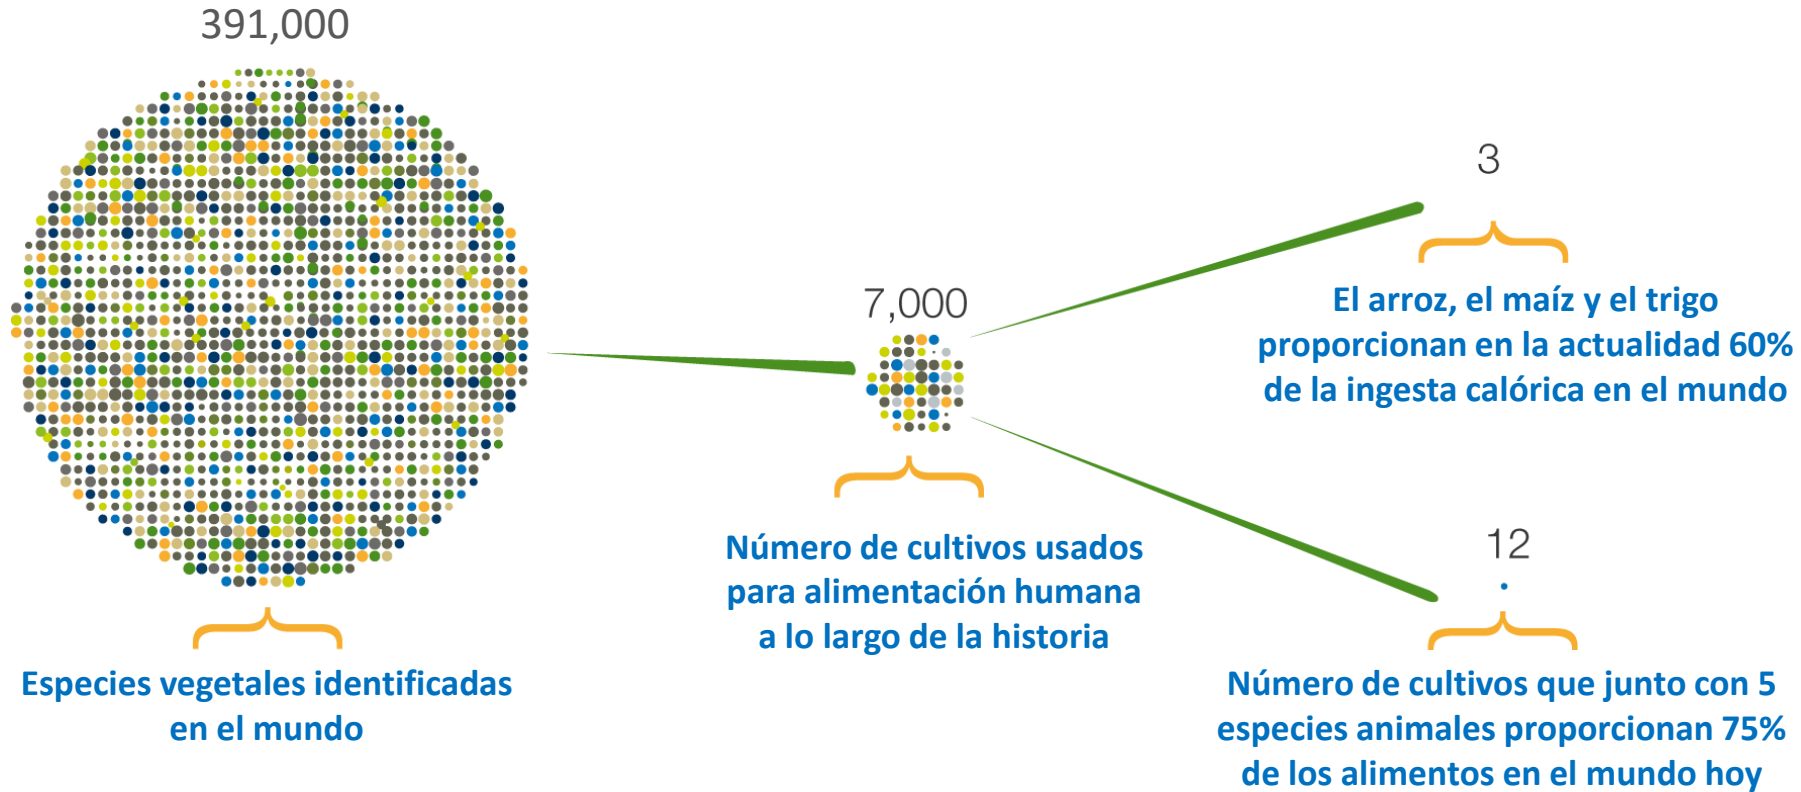 391,000
Especies vegetales identificadas
en el mundo
7,000
Número de cultivos usados
para alimentación humana
a lo largo de la historia
3
El arroz, el maíz y el trigo
proporcionan en la actualidad 60%
de la ingesta calórica en el mundo
12
Número de cultivos que junto con 5
especies animales proporcionan 75%
de los alimentos en el mundo hoy